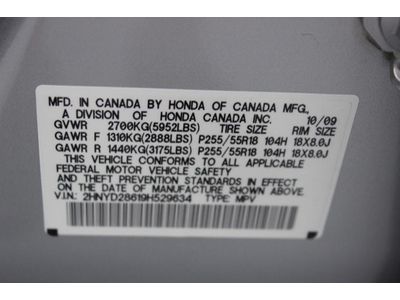 MFD. IN CANADA BY HONDA OF CANADA MFG.,
A DIVISION OF HONDA CANADA INC. 10/09
GVWR 2700KG(5952LBS) TIRE SIZE RIM SIZE
GAWR F 1310KG(2888LBS) P255/55R18 104H 18X8.0J
GAWR R 1440KG(3175LBS) P255/55R18 104H 18X8.0J
THIS VEHICLE CONFORMS TO ALL APPLICABLE
FEDERAL MOTOR VEHICLE SAFETY
AND THEFT PREVENTION STANDARDS IN EFFECT
ON THE DATE OF MANUFACTURE SHOWN ABOVE.
V.I.N: 2HNYD28619H529634 TYPE: MPV